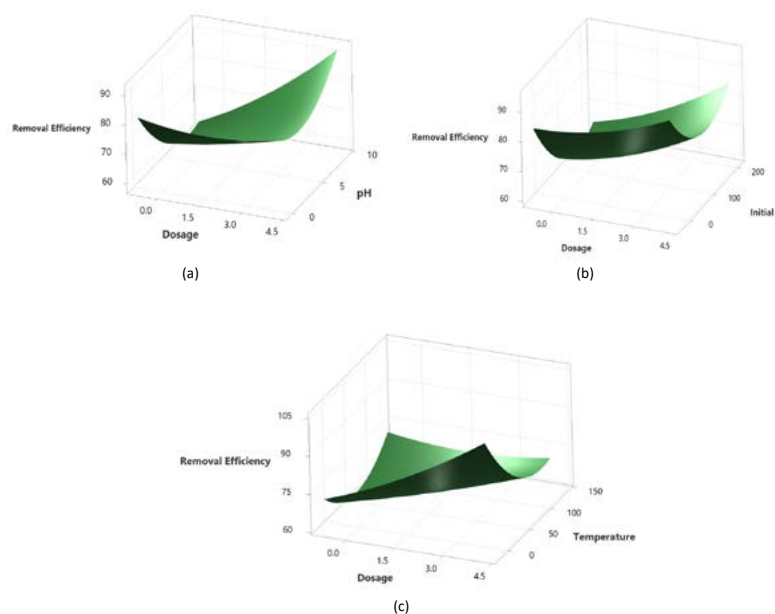 90
80
Removal Efficiency
70
60
0.0
1.5
3.0
4.5
Dosage
0
5
10
pH
(a)
90
80
Removal Efficiency
70
60
0.0
1.5
3.0
4.5
Dosage
0
100
200
Initial
(b)
105
90
Removal Efficiency
75
60
0.0
1.5
3.0
4.5
Dosage
0
50
100
150
Temperature
(c)